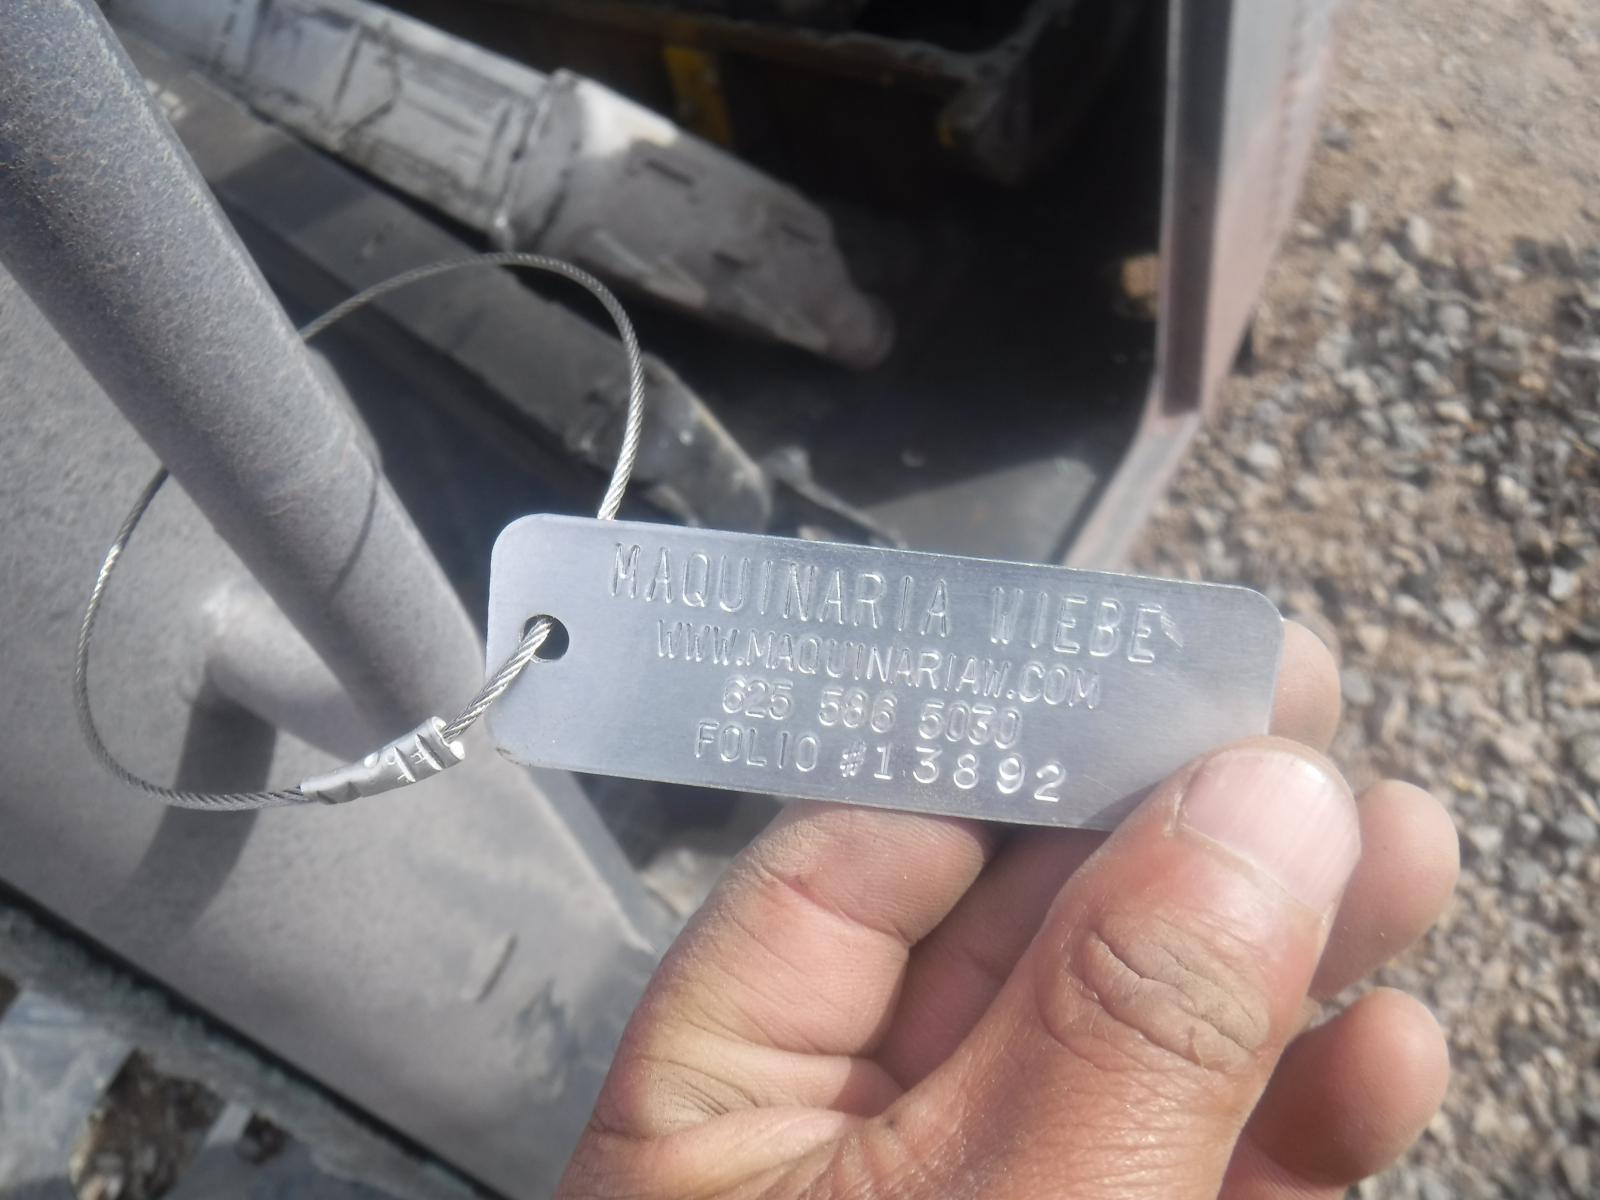 MAQUINARIA WIEBE
WWW.MAQUINARIAW.COM
625 586 5030
FOLIO #13892